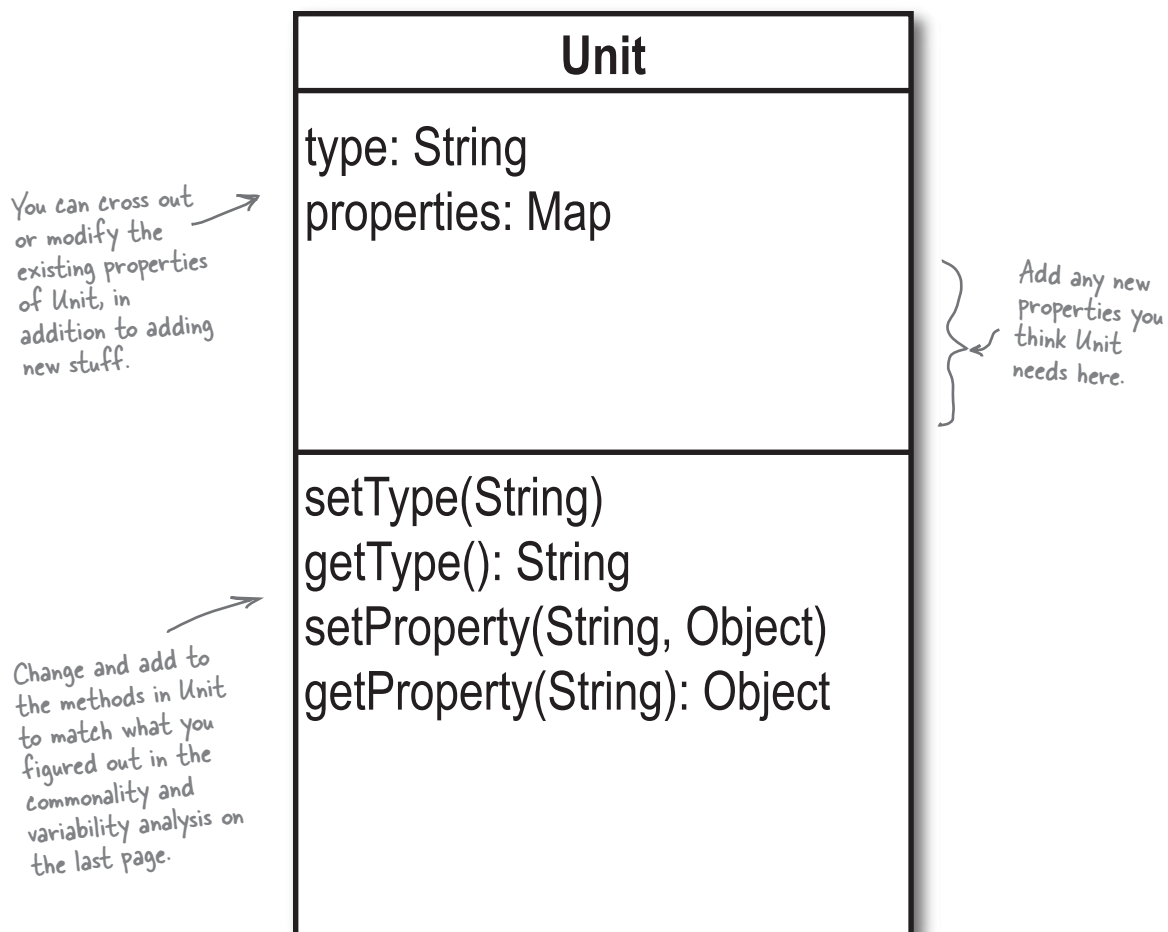 Unit
type: String
properties: Map
You can cross out
or modify the
existing properties
of Unit, in
addition to adding
new stuff.
Add any new
properties you
think Unit
needs here.
setType(String)
getType(): String
setProperty(String, Object)
getProperty(String): Object
Change and add to
the methods in Unit
to match what you
figured out in the
commonality and
variability analysis on
the last page.